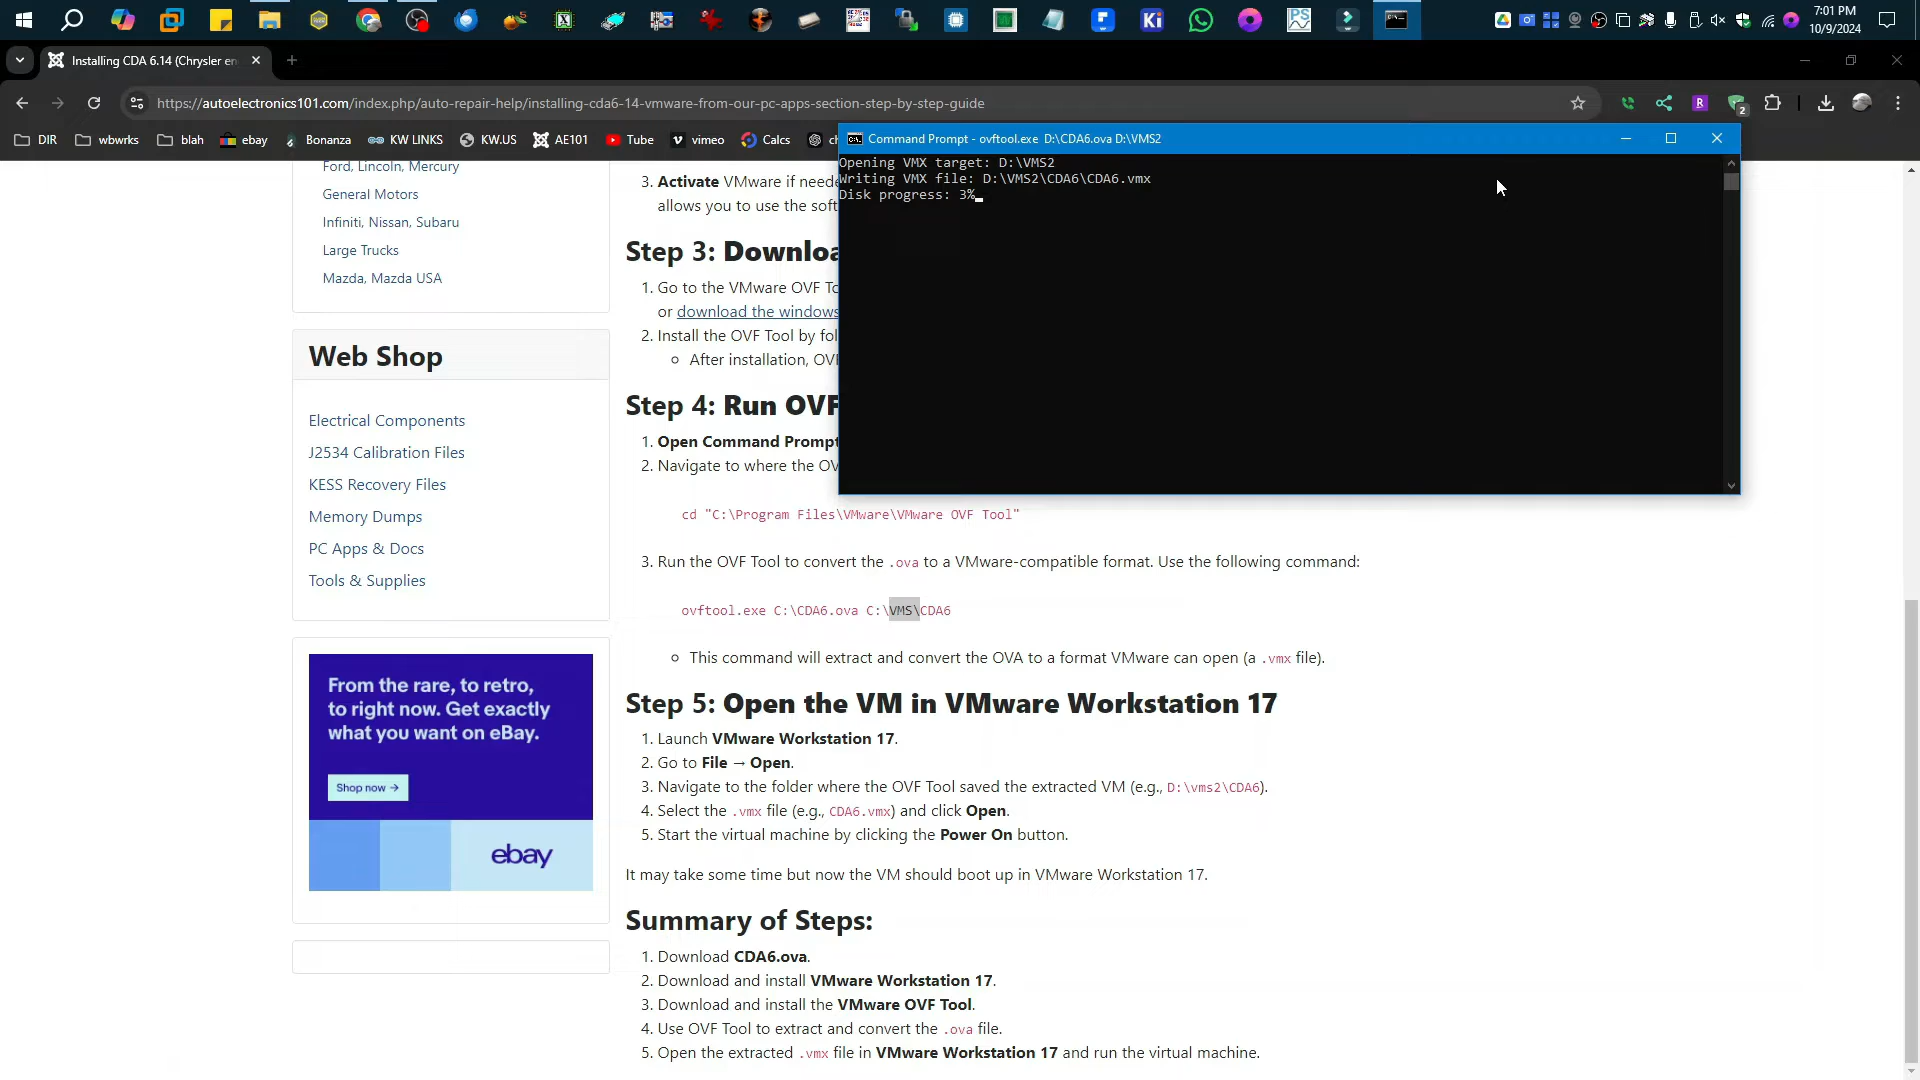 7:01 PM
10/9/2024
Installing CDA 6.14 (Chrysler en
https://autoelectronics101.com/index.php/auto-repair-help/installing-cda6-14-vmware-from-our-pc-apps-section-step-by-step-guide
DIR wbwrks blah ebay Bonanza KW LINKS KW.US AE101 Tube vimeo Calcs
Command Prompt - ovftool.exe D:\CDA6.ova D:\VMS2
Opening VMX target: D:\VMS2
Writing VMX file: D:\VMS2\CDA6\CDA6.vmx
Disk progress: 3%
Ford, Lincoln, Mercury
General Motors
Infiniti, Nissan, Subaru
Large Trucks
Mazda, Mazda USA
Web Shop
Electrical Components
J2534 Calibration Files
KESS Recovery Files
Memory Dumps
PC Apps & Docs
Tools & Supplies
From the rare, to retro,
to right now. Get exactly
what you want on eBay.
Shop now →
ebay
3. Activate VMware if neede
allows you to use the soft
Step 3: Downloa
1. Go to the VMware OVF To
or download the windows
2. Install the OVF Tool by fol
After installation, OVF
Step 4: Run OVF
1. Open Command Prompt
2. Navigate to where the OV
cd "C:\Program Files\VMware\VMware OVF Tool"
3. Run the OVF Tool to convert the .ova to a VMware-compatible format. Use the following command:
ovftool.exe C:\CDA6.ova C:\VMS\CDA6
This command will extract and convert the OVA to a format VMware can open (a .vmx file).
Step 5: Open the VM in VMware Workstation 17
1. Launch VMware Workstation 17.
2. Go to File → Open.
3. Navigate to the folder where the OVF Tool saved the extracted VM (e.g., D:\vms2\CDA6).
4. Select the .vmx file (e.g., CDA6.vmx) and click Open.
5. Start the virtual machine by clicking the Power On button.
It may take some time but now the VM should boot up in VMware Workstation 17.
Summary of Steps:
1. Download CDA6.ova.
2. Download and install VMware Workstation 17.
3. Download and install the VMware OVF Tool.
4. Use OVF Tool to extract and convert the .ova file.
5. Open the extracted .vmx file in VMware Workstation 17 and run the virtual machine.